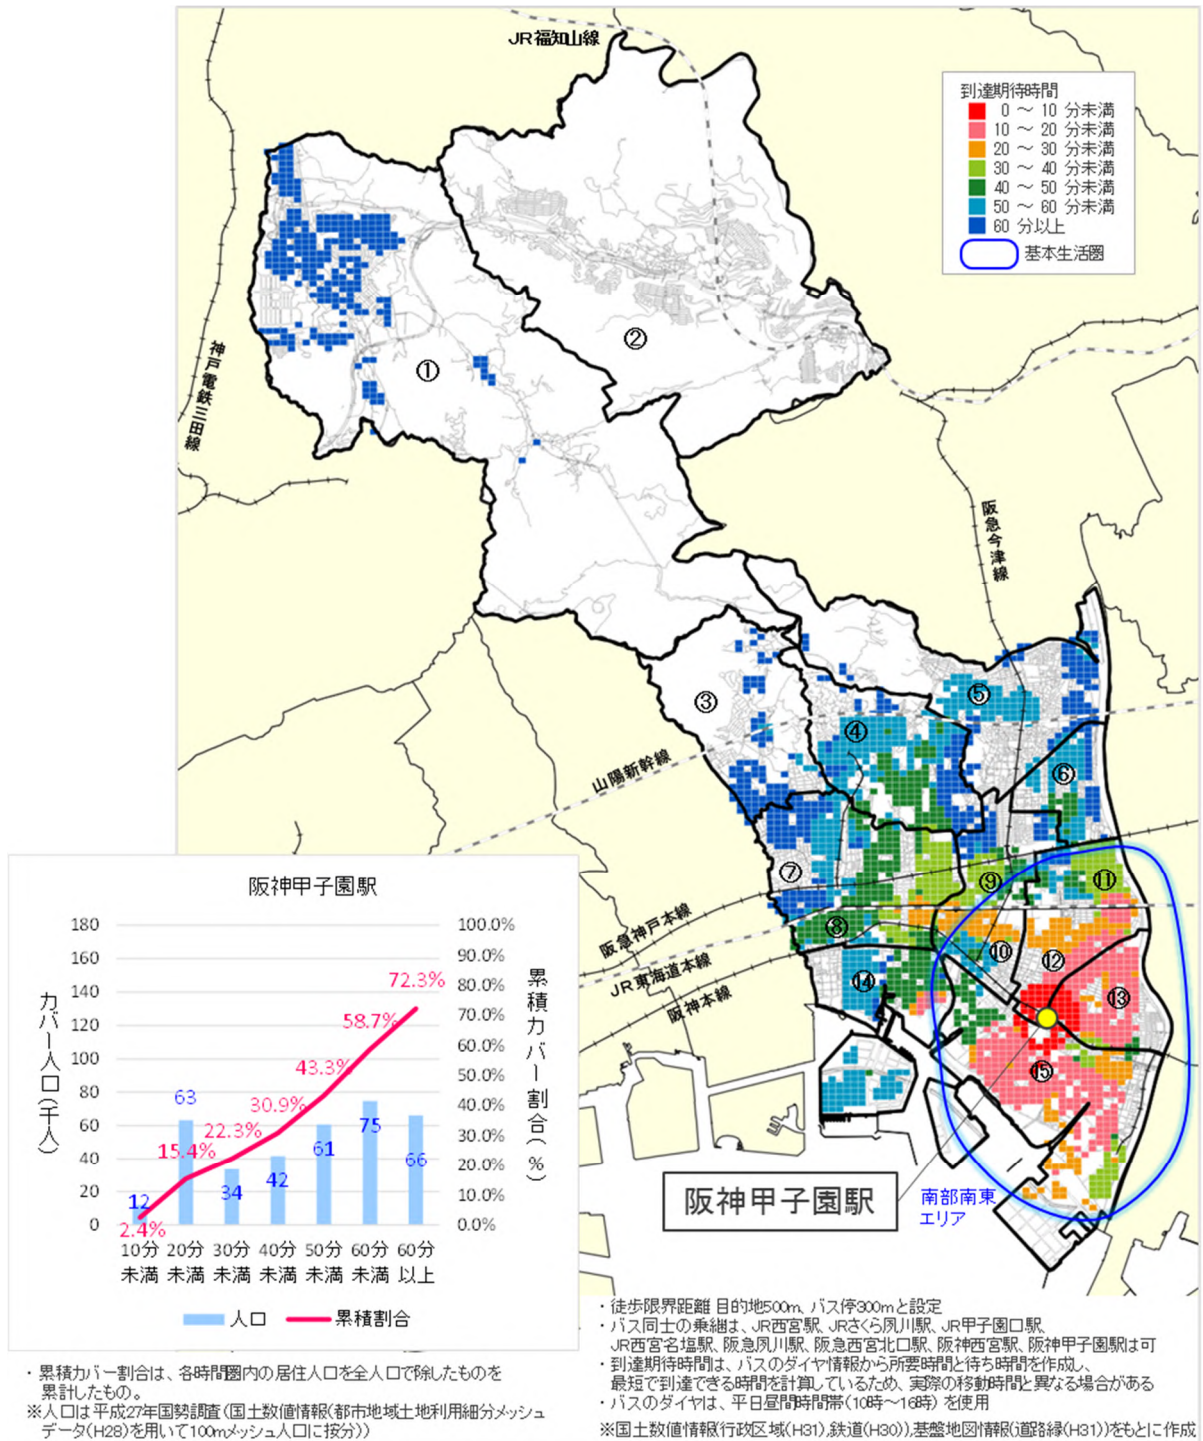 JR福知山線
到達期待時間
0 ～ 10 分未満
10 ～ 20 分未満
20 ～ 30 分未満
30 ～ 40 分未満
40 ～ 50 分未満
50 ～ 60 分未満
60 分以上
基本生活圏
神戸電鉄三田線
①
②
阪急今津線
③
④
⑤
⑥
山陽新幹線
⑦
⑧
⑨
⑩
⑪
⑫
⑬
⑭
⑮
阪急神戸本線
JR東海道本線
阪神本線
阪神甲子園駅
南部南東
エリア
阪神甲子園駅
カバー人口(千人)
180
160
140
120
100
80
60
40
20
0
累積カバー割合(%)
100.0%
90.0%
80.0%
70.0%
60.0%
50.0%
40.0%
30.0%
20.0%
10.0%
0.0%
12
63
34
42
61
75
66
2.4%
15.4%
22.3%
30.9%
43.3%
58.7%
72.3%
10分 20分 30分 40分 50分 60分 60分
未満 未満 未満 未満 未満 未満 以上
人口 累積割合
・累積カバー割合は、各時間圏内の居住人口を全人口で除したものを
累計したもの。
※人口は平成27年国勢調査(国土数値情報(都市地域土地利用細分メッシュ
データ(H28)を用いて100mメッシュ人口に按分))
・徒歩限界距離 目的地500m、バス停300mと設定
・バス同士の乗継は、JR西宮駅、JRさくら夙川駅、JR甲子園口駅、
JR西宮名塩駅、阪急夙川駅、阪急西宮北口駅、阪神西宮駅、阪神甲子園駅は可
・到達期待時間は、バスのダイヤ情報から所要時間と待ち時間を作成し、
最短で到達できる時間を計算しているため、実際の移動時間と異なる場合がある
・バスのダイヤは、平日昼間時間帯(10時～16時)を使用
※国土数値情報(行政区域(H31),鉄道(H30)),基盤地図情報(道路縁(H31))をもとに作成